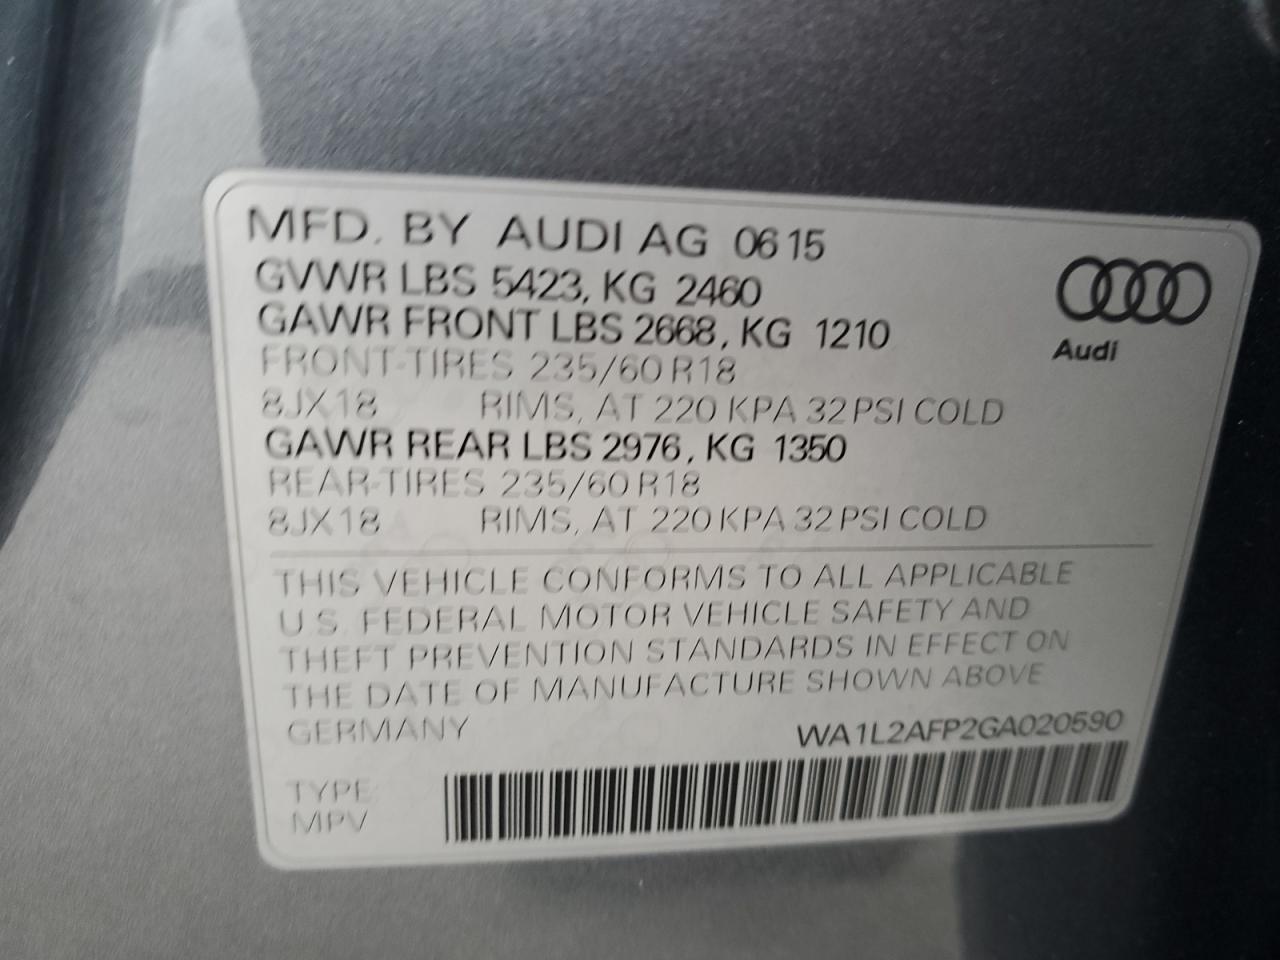 MFD. BY AUDI AG 06 15
GVWR LBS 5423, KG 2460
GAWR FRONT LBS 2668, KG 1210
FRONT-TIRES 235/60 R18
8JX18 RIMS, AT 220 KPA 32 PSI COLD
GAWR REAR LBS 2976, KG 1350
REAR-TIRES 235/60 R18
8JX18 RIMS, AT 220 KPA 32 PSI COLD
Audi
THIS VEHICLE CONFORMS TO ALL APPLICABLE
U.S. FEDERAL MOTOR VEHICLE SAFETY AND
THEFT PREVENTION STANDARDS IN EFFECT ON
THE DATE OF MANUFACTURE SHOWN ABOVE
GERMANY WA1L2AFP2GA020590
TYPE:
MPV